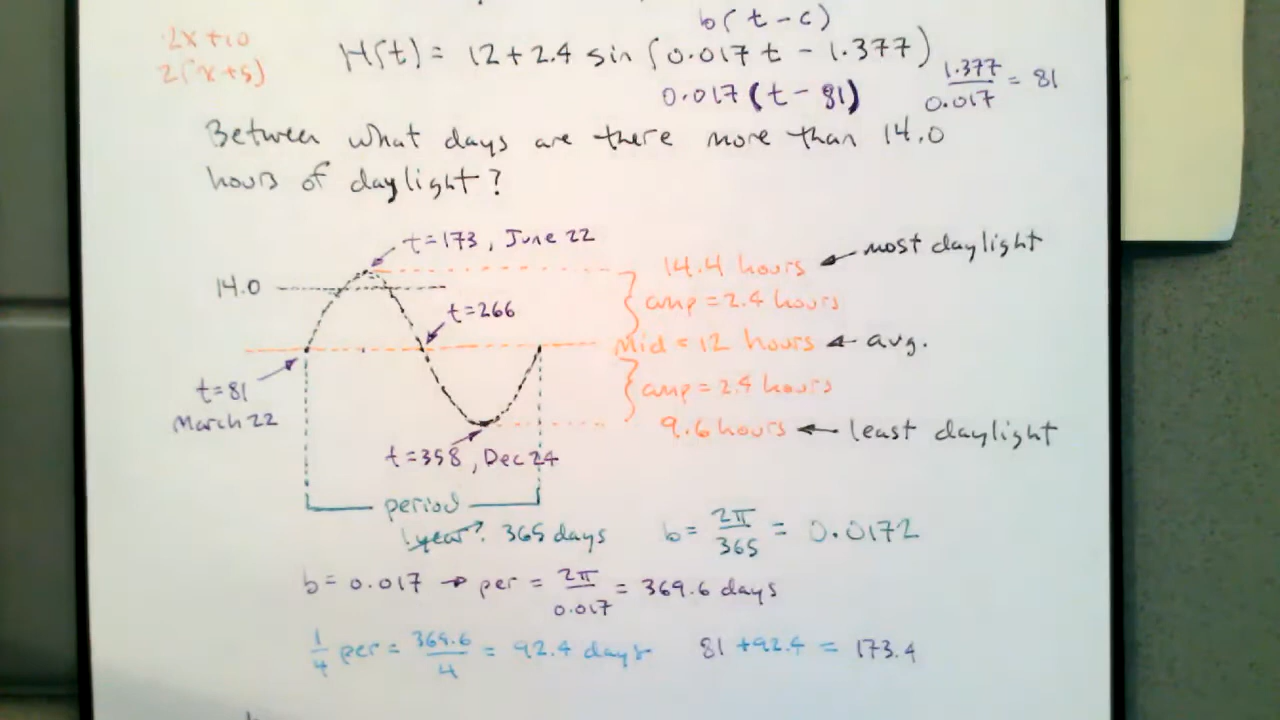 b(t-c)
2x+10
H(t) = 12 + 2.4 sin (0.017 t - 1.377)
2(x+5)
0.017 (t - 81)
1.377/0.017 = 81
Between what days are there more than 14.0
hours of daylight?
t=173, June 22
most daylight
14.4 hours
14.0
amp = 2.4 hours
t=266
mid = 12 hours
avg.
t=81
March 22
amp = 2.4 hours
9.6 hours
least daylight
t=358, Dec 24
period
1 year? 365 days
b = 2π/365 = 0.0172
b = 0.017 → per = 2π/0.017 = 369.6 days
1/4 per = 369.6/4 = 92.4 days
81 + 92.4 = 173.4